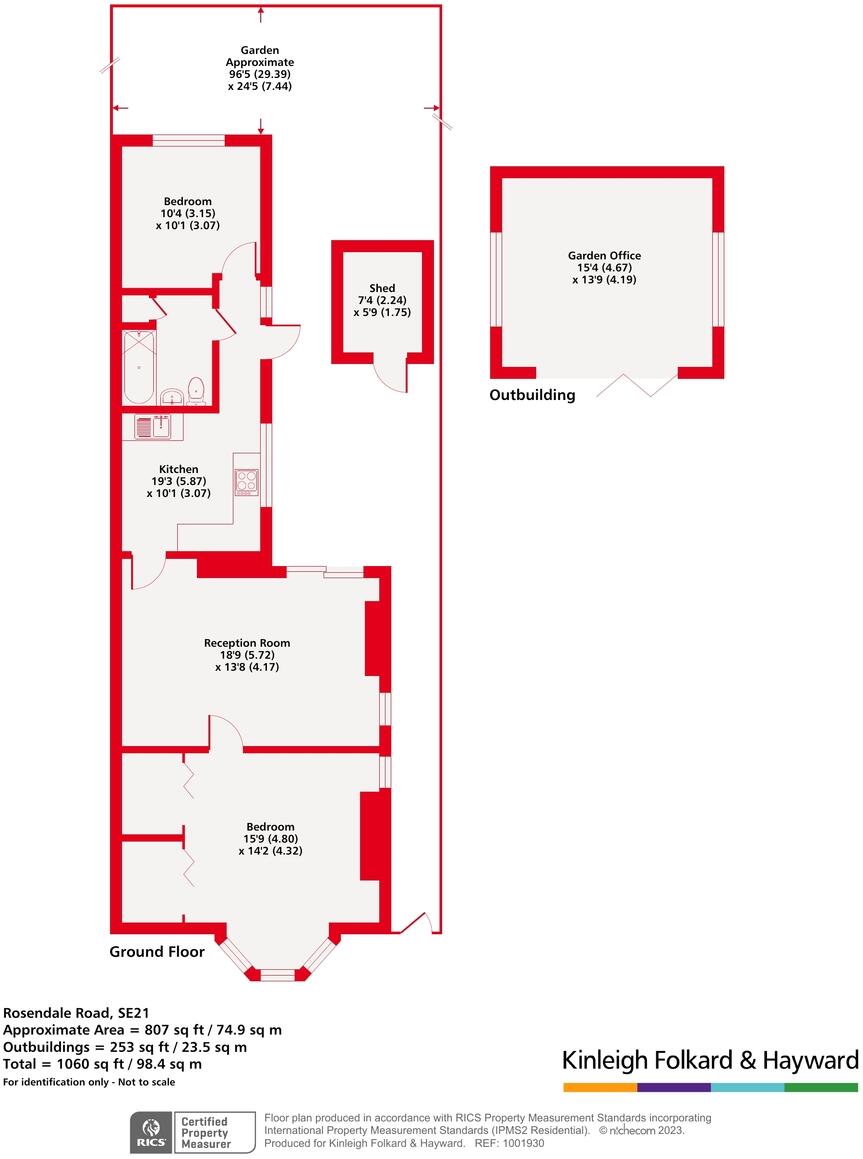 Garden
Approximate
96'5 (29.39)
x 24'5 (7.44)
Bedroom
10'4 (3.15)
x 10'1 (3.07)
Garden Office
15'4 (4.67)
x 13'9 (4.19)
Shed
7'4 (2.24)
x 5'9 (1.75)
Outbuilding
Kitchen
19'3 (5.87)
x 10'1 (3.07)
Reception Room
18'9 (5.72)
x 13'8 (4.17)
Bedroom
15'9 (4.80)
x 14'2 (4.32)
Ground Floor
Rosendale Road, SE21
Approximate Area = 807 sq ft / 74.9 sq m
Outbuildings = 253 sq ft / 23.5 sq m
Total = 1060 sq ft / 98.4 sq m
For identification only - Not to scale
Kinleigh Folkard & Hayward
RICS
Certified
Property
Measurer
Floor plan produced in accordance with RICS Property Measurement Standards incorporating
International Property Measurement Standards (IPMS2 Residential). © nichecom 2023.
Produced for Kinleigh Folkard & Hayward. REF: 1001930